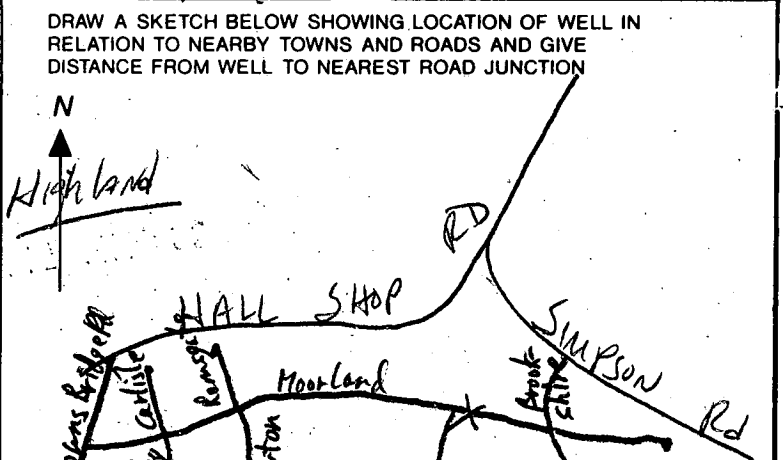 DRAW A SKETCH BELOW SHOWING LOCATION OF WELL IN
RELATION TO NEARBY TOWNS AND ROADS AND GIVE
DISTANCE FROM WELL TO NEAREST ROAD JUNCTION
N
Highland
HALL SHOP RD
SIMPSON Rd
Carlisle
Moorland
Brook-
shire